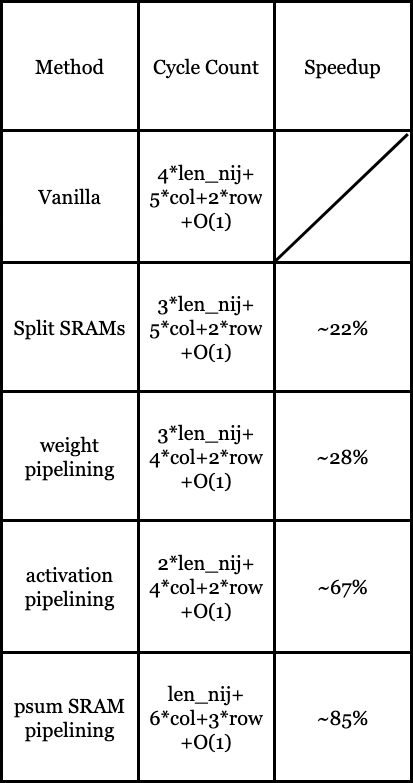 Method Cycle Count Speedup
Vanilla
4*len_nij+
5*col+2*row
+O(1)
Split SRAMs
3*len_nij+
5*col+2*row
+O(1)
~22%
weight
pipelining
3*len_nij+
4*col+2*row
+O(1)
~28%
activation
pipelining
2*len_nij+
4*col+2*row
+O(1)
~67%
psum SRAM
pipelining
len_nij+
6*col+3*row
+O(1)
~85%